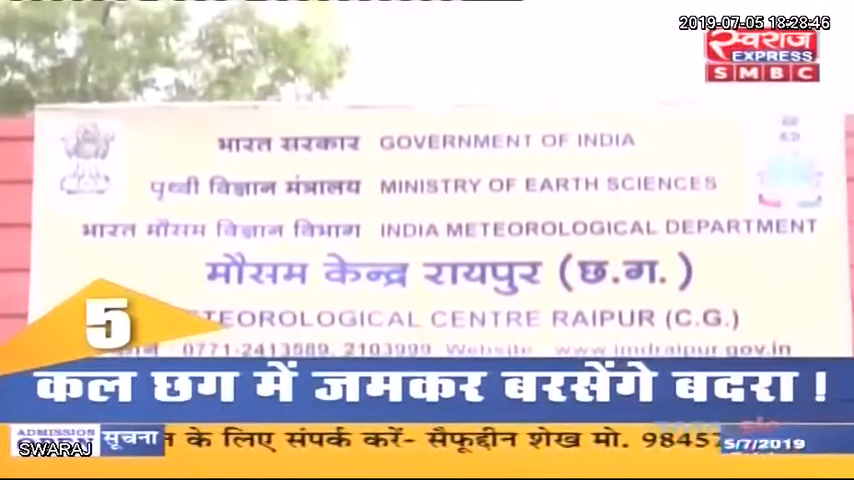 2019-07-05 18:28:46
स्वराज
EXPRESS
SMBC
भारत सरकार GOVERNMENT OF INDIA
पृथ्वी विज्ञान मंत्रालय MINISTRY OF EARTH SCIENCES
भारत मौसम विज्ञान विभाग INDIA METEOROLOGICAL DEPARTMENT
मौसम केन्द्र रायपुर (छ.ग.)
TEOROLOGICAL CENTRE RAIPUR (C.G.)
0771-2413589, 2103999 Website www.imdraipur.gov.in
5
कल छग में जमकर बरसेंगे बदरा !
ADMISSION
OPEN
SWARAJ
सूचना
न के लिए संपर्क करें- सैफूद्दीन शेख मो. 98457
5/7/2019